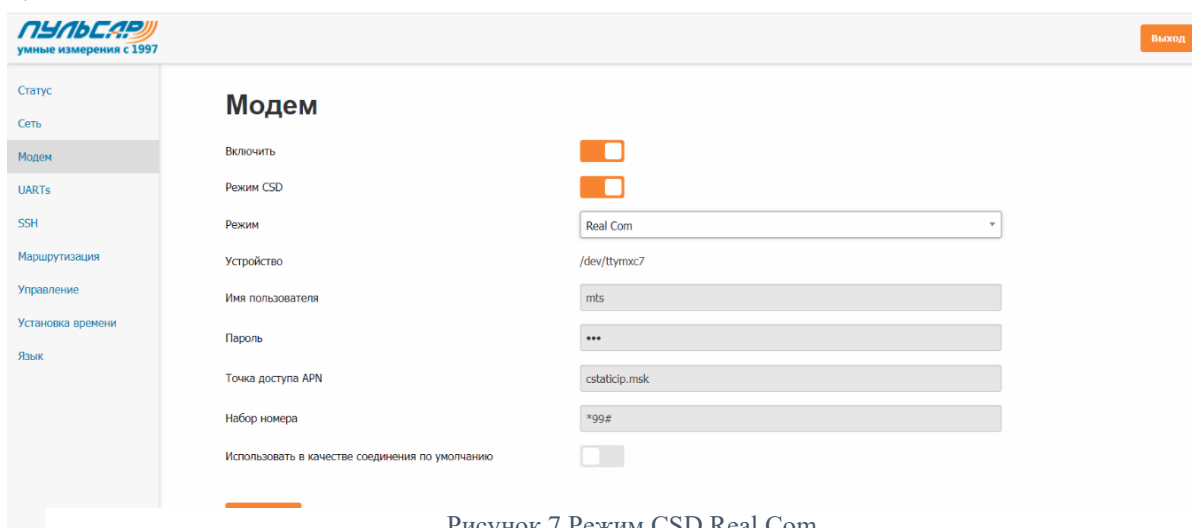 ПУЛЬСАР
умные измерения с 1997
Выход
Статус
Сеть
Модем
UARTs
SSH
Маршрутизация
Управление
Установка времени
Язык
Модем
Включить
Режим CSD
Режим Real Com
Устройство /dev/ttymxc7
Имя пользователя mts
Пароль •••
Точка доступа APN cstaticip.msk
Набор номера *99#
Использовать в качестве соединения по умолчанию
Рисунок 7 Режим CSD Real Com